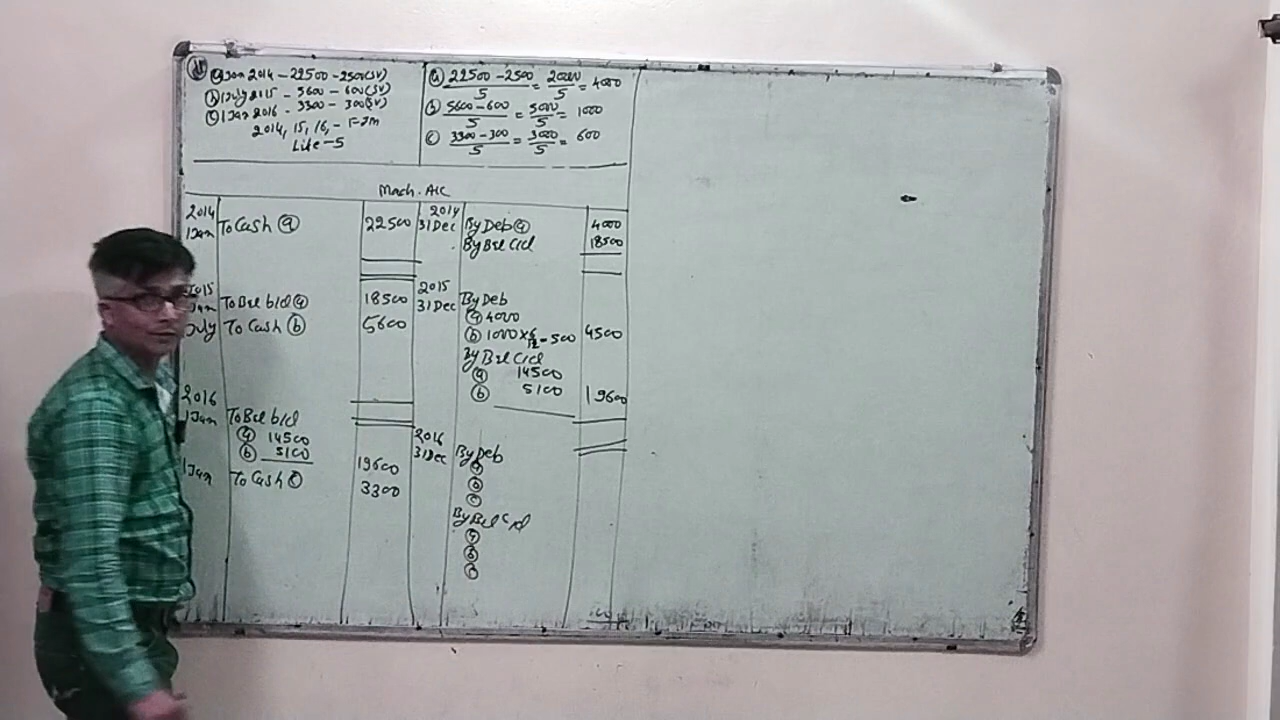 11 (a) 1 Jan 2014 - 22500 - 2500(SV)
(b) 1 July 2015 - 5600 - 600(SV)
(c) 1 Jan 2016 - 3300 - 300(SV)
2014, 15, 16, -
Life - 5
(a) 22500 - 2500 / 5 = 20000 / 5 = 4000
(b) 5600 - 600 / 5 = 5000 / 5 = 1000
(c) 3300 - 300 / 5 = 3000 / 5 = 600
Mach. A/C
2014
1 Jan To Cash (a) 22500
2015
Jan To Bal b/d (a) 18500
July To Cash (b) 5600
2016
1 Jan To Bal b/d
(a) 14500
(b) 5100
19600
1 Jan To Cash (c) 3300
2014
31 Dec By Dep (a) 4000
By Bal C/d 18500
2015
31 Dec By Dep
(a) 4000
(b) 1000 x 6/12 = 500 4500
By Bal C/d
(a) 14500
(b) 5100 19600
2016
31 Dec By Dep
(a)
(b)
(c)
By Bal C/d
(a)
(b)
(c)